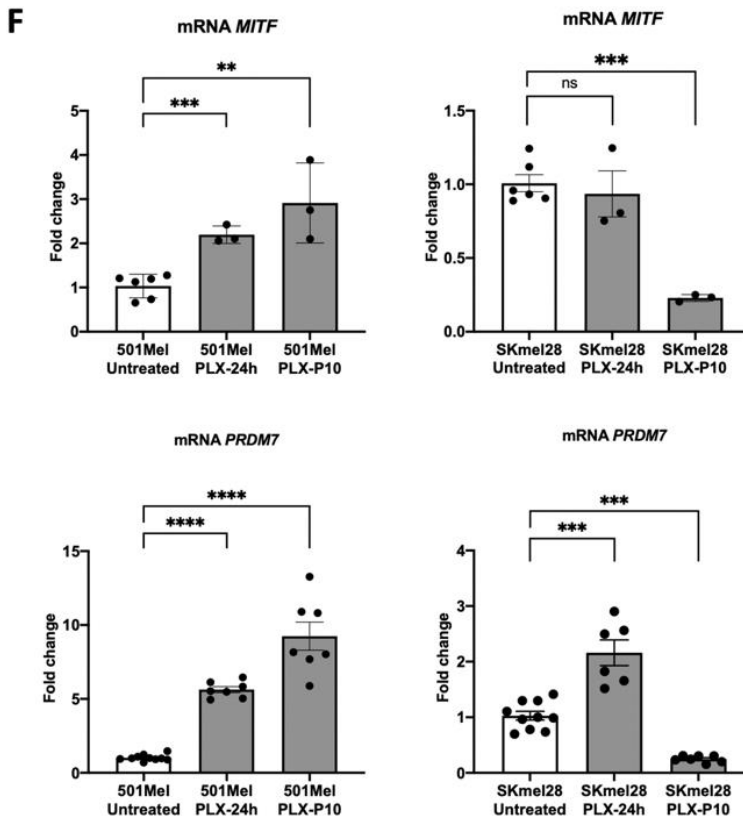 F
mRNA MITF
**
***
Fold change
5
4
3
2
1
0
501Mel Untreated
501Mel PLX-24h
501Mel PLX-P10
mRNA MITF
***
ns
Fold change
1.5
1.0
0.5
0.0
SKmel28 Untreated
SKmel28 PLX-24h
SKmel28 PLX-P10
mRNA PRDM7
****
****
Fold change
15
10
5
0
501Mel Untreated
501Mel PLX-24h
501Mel PLX-P10
mRNA PRDM7
***
***
Fold change
4
3
2
1
0
SKmel28 Untreated
SKmel28 PLX-24h
SKmel28 PLX-P10